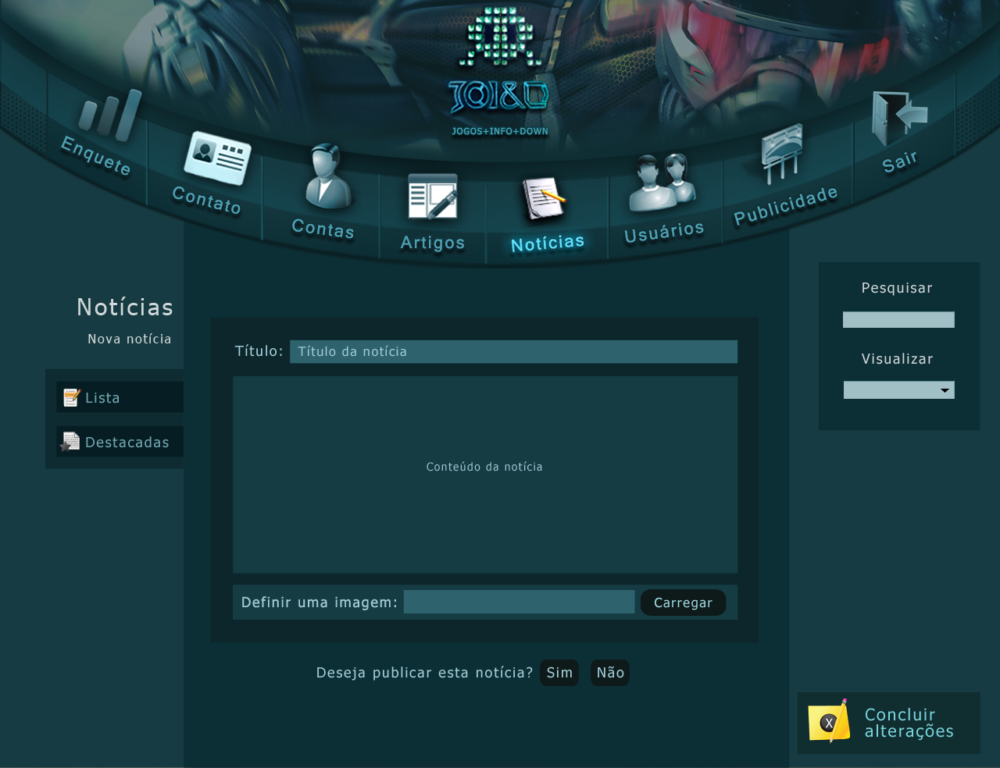 JOI&D
JOGOS+INFO+DOWN
Enquete
Contato
Contas
Artigos
Notícias
Usuários
Publicidade
Sair
Notícias
Nova notícia
Lista
Destacadas
Título: Título da notícia
Conteúdo da notícia
Definir uma imagem: Carregar
Deseja publicar esta notícia? Sim Não
Pesquisar
Visualizar
X
Concluir
alterações